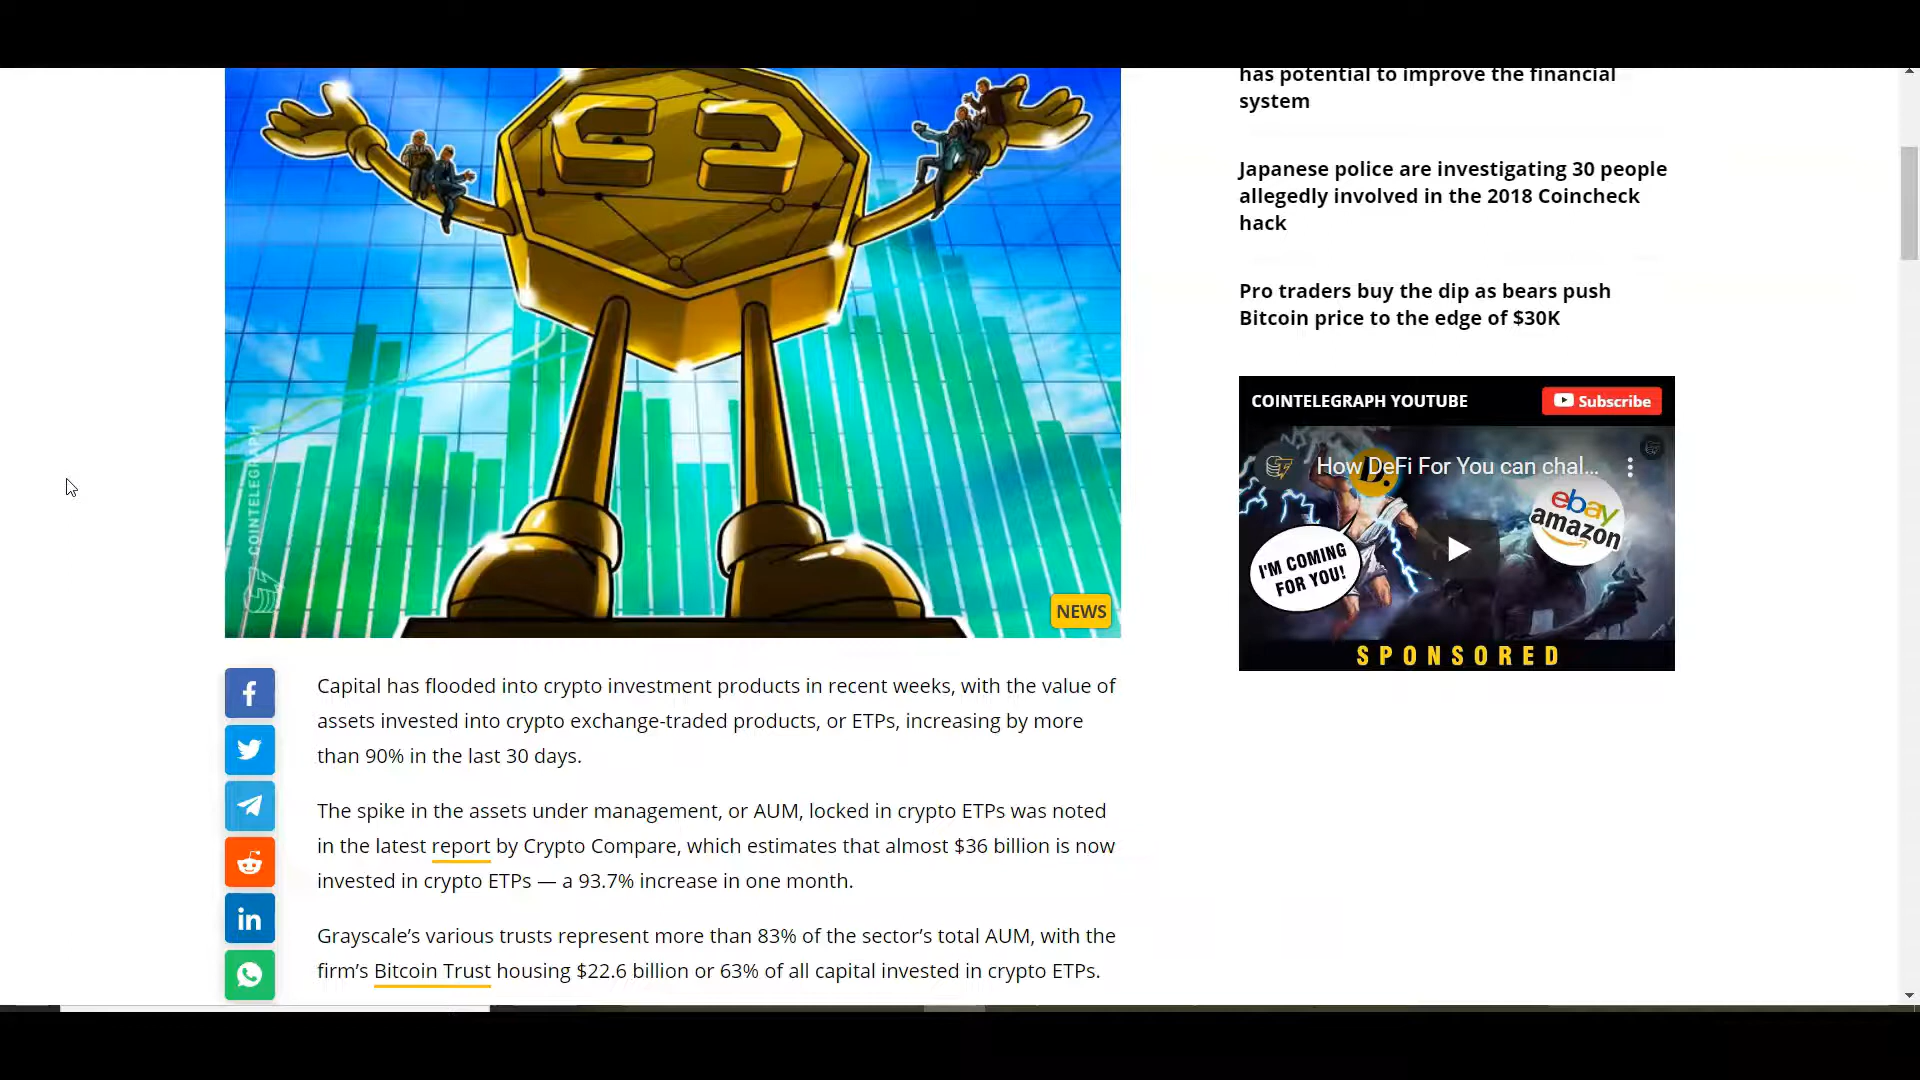 has potential to improve the financial
system
Japanese police are investigating 30 people
allegedly involved in the 2018 Coincheck
hack
Pro traders buy the dip as bears push
Bitcoin price to the edge of $30K
COINTELEGRAPH YOUTUBE
Subscribe
How DeFi For You can chal...
D.
ebay
amazon
I'M COMING
FOR YOU!
SPONSORED
COINTELEGRAPH
NEWS
Capital has flooded into crypto investment products in recent weeks, with the value of
assets invested into crypto exchange-traded products, or ETPs, increasing by more
than 90% in the last 30 days.
The spike in the assets under management, or AUM, locked in crypto ETPs was noted
in the latest report by Crypto Compare, which estimates that almost $36 billion is now
invested in crypto ETPs — a 93.7% increase in one month.
Grayscale’s various trusts represent more than 83% of the sector’s total AUM, with the
firm’s Bitcoin Trust housing $22.6 billion or 63% of all capital invested in crypto ETPs.